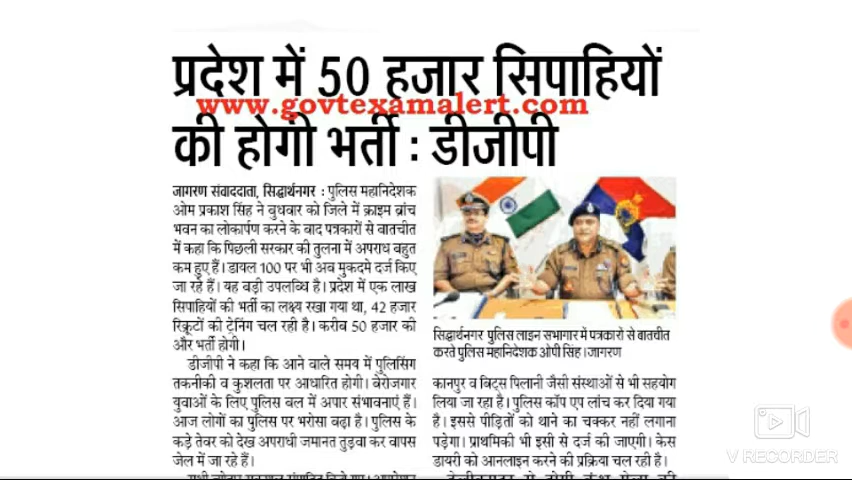 प्रदेश में 50 हजार सिपाहियों
www.govtexamalert.com
की होगी भर्ती : डीजीपी
जागरण संवाददाता, सिद्धार्थनगर : पुलिस महानिदेशक
ओम प्रकाश सिंह ने बुधवार को जिले में क्राइम ब्रांच
भवन का लोकार्पण करने के बाद पत्रकारों से बातचीत
में कहा कि पिछली सरकार की तुलना में अपराध बहुत
कम हुए हैं। डायल 100 पर भी अब मुकदमे दर्ज किए
जा रहे हैं। यह बड़ी उपलब्धि है। प्रदेश में एक लाख
सिपाहियों की भर्ती का लक्ष्य रखा गया था, 42 हजार
रिक्रूटों की ट्रेनिंग चल रही है। करीब 50 हजार की
और भर्ती होगी।
डीजीपी ने कहा कि आने वाले समय में पुलिसिंग
तकनीकी व कुशलता पर आधारित होगी। बेरोजगार
युवाओं के लिए पुलिस बल में अपार संभावनाएं हैं।
आज लोगों का पुलिस पर भरोसा बढ़ा है। पुलिस के
कड़े तेवर को देख अपराधी जमानत तुड़वा कर वापस
जेल में जा रहे हैं।
सिद्धार्थनगर पुलिस लाइन सभागार में पत्रकारों से बातचीत
करते पुलिस महानिदेशक ओपी सिंह। जागरण
कानपुर व बिट्स पिलानी जैसी संस्थाओं से भी सहयोग
लिया जा रहा है। पुलिस कॉप एप लांच कर दिया गया
है। इससे पीड़ितों को थाने का चक्कर नहीं लगाना
पड़ेगा। प्राथमिकी भी इसी से दर्ज की जाएगी। केस
डायरी को आनलाइन करने की प्रक्रिया चल रही है।
V RECORDER